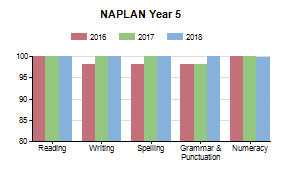 NAPLAN Year 5
2016 2017 2018
100
95
90
85
80
Reading Writing Spelling Grammar & Numeracy
Punctuation